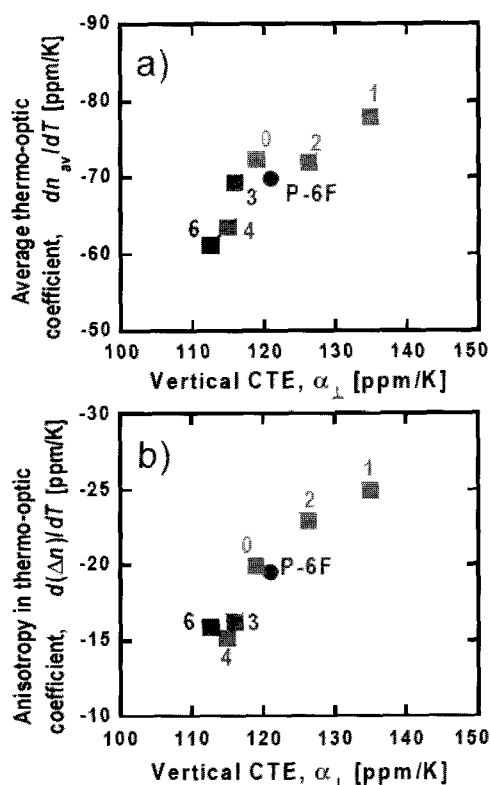 a)
Average thermo-optic
coefficient, dn_av/dT [ppm/K]
-90
-80
-70
-60
-50
1
0
2
3
P-6F
6
4
100 110 120 130 140 150
Vertical CTE, α⊥ [ppm/K]
b)
Anisotropy in thermo-optic
coefficient, d(Δn)/dT [ppm/K]
-30
-25
-20
-15
-10
1
2
0
P-6F
6
3
4
100 110 120 130 140 150
Vertical CTE, α⊥ [ppm/K]